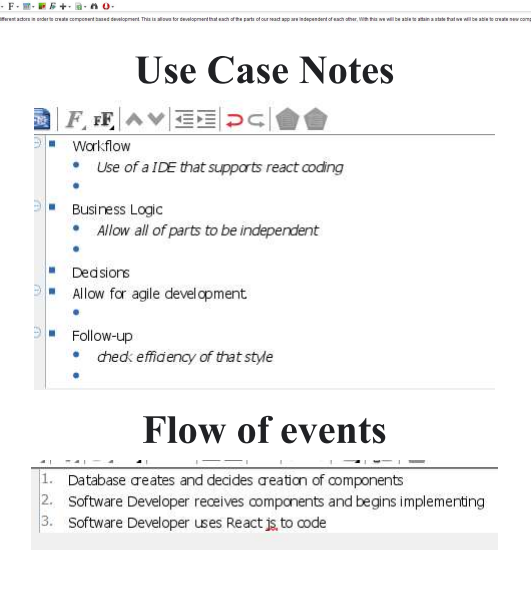 ifferent actors in order to create component based development. This is allows for development that each of the parts of our react app are independent of each other. With this we will be able to attain a state that we will be able to create new comp
Use Case Notes
Workflow
Use of a IDE that supports react coding
Business Logic
Allow all of parts to be independent
Decisions
Allow for agile development
Follow-up
check efficiency of that style
Flow of events
1. Database creates and decides creation of components
2. Software Developer receives components and begins implementing
3. Software Developer uses React js to code